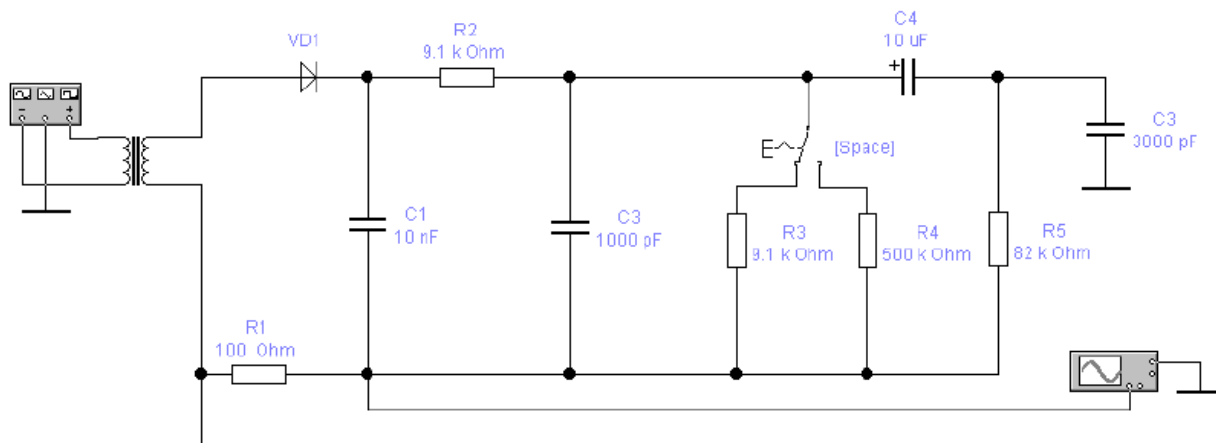 C4
10 uF
R2
9.1 k Ohm
VD1
C3
3000 pF
[Space]
C1
10 nF
C3
1000 pF
R3
9.1 k Ohm
R4
500 k Ohm
R5
82 k Ohm
R1
100 Ohm